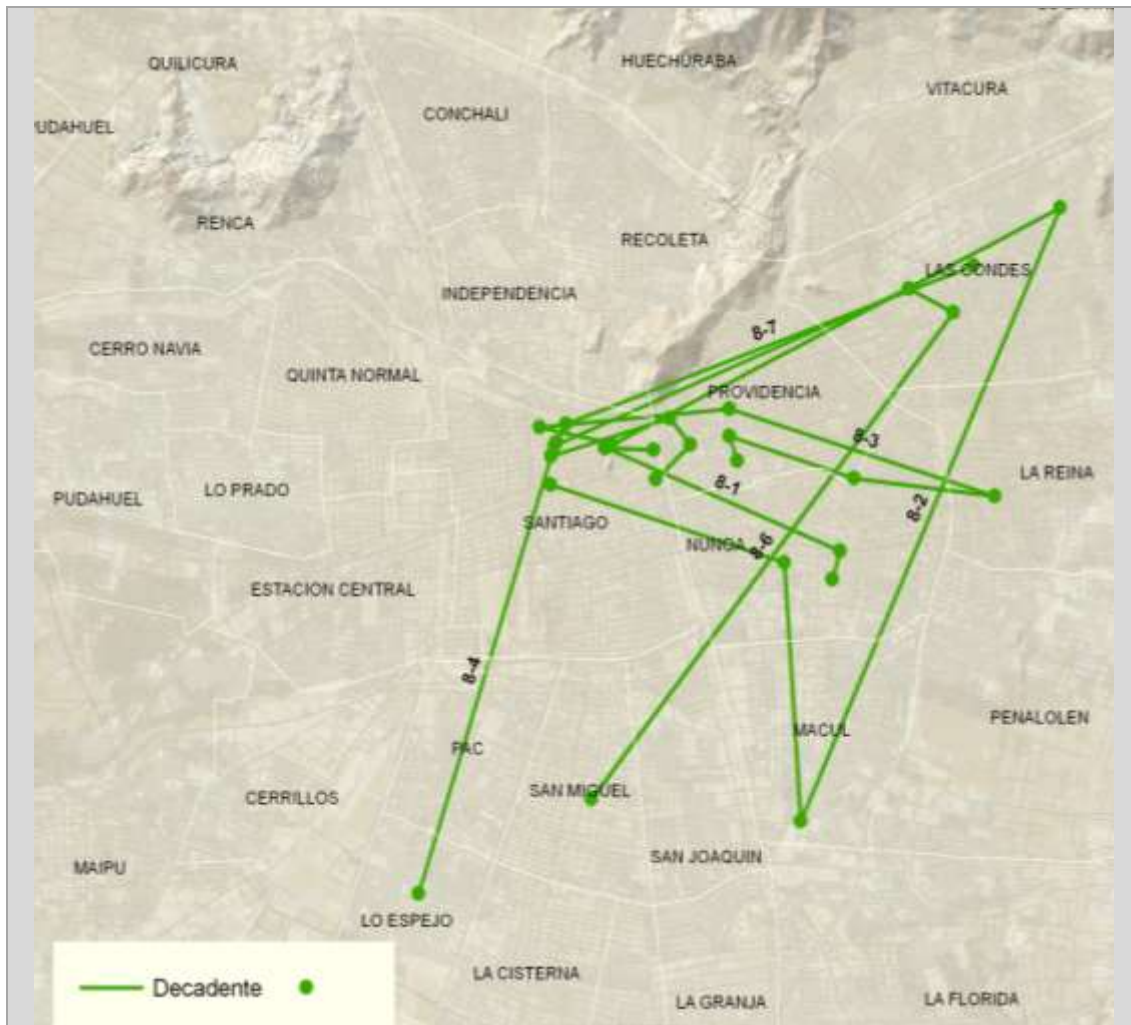 QUILICURA
HUECHURABA
VITACURA
CONCHALI
PUDAHUEL
RENCA
RECOLETA
LAS CONDES
INDEPENDENCIA
8-7
CERRO NAVIA
QUINTA NORMAL
PROVIDENCIA
8-3
LA REINA
LO PRADO
PUDAHUEL
8-1
8-2
SANTIAGO
NUNOA
8-6
ESTACION CENTRAL
8-4
PENALOLEN
MACUL
PAC
SAN MIGUEL
CERRILLOS
SAN JOAQUIN
MAIPU
LO ESPEJO
LA CISTERNA
Decadente
LA GRANJA
LA FLORIDA